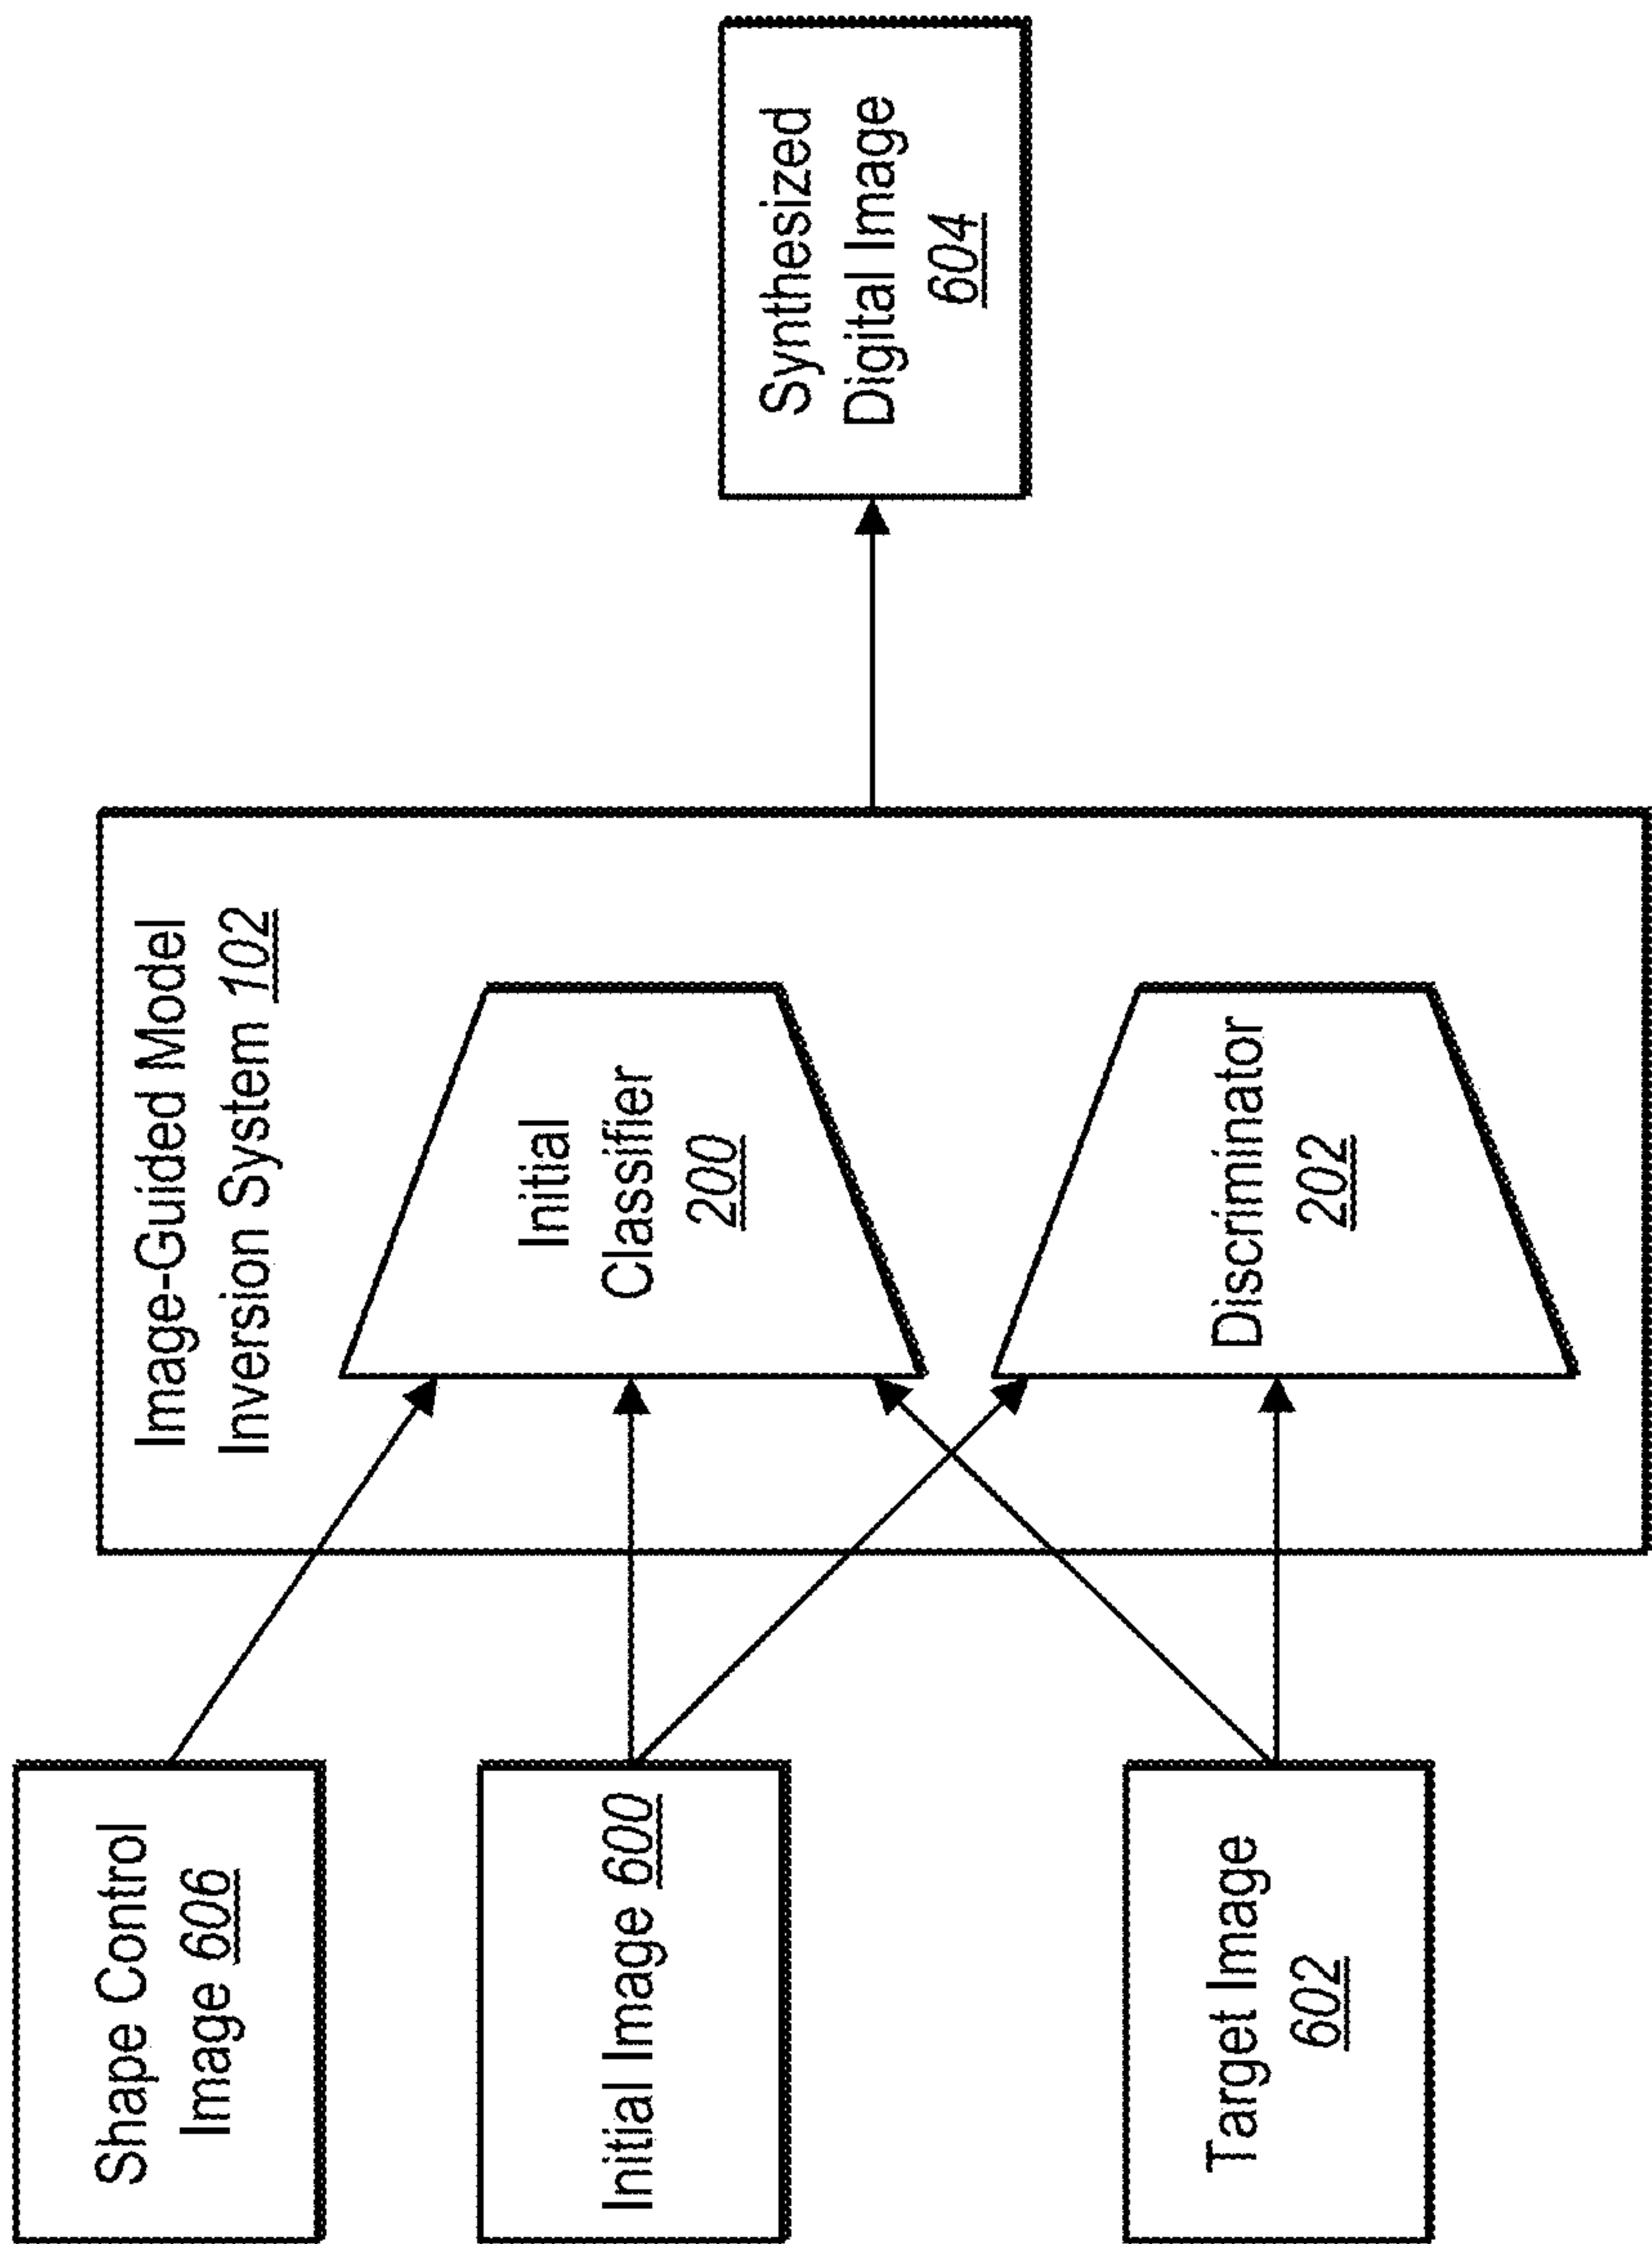 Shape Control
Image 606
Initial Image 600
Target Image
602
Image-Guided Model
Inversion System 102
Initial
Classifier
200
Discriminator
202
Synthesized
Digital Image
604